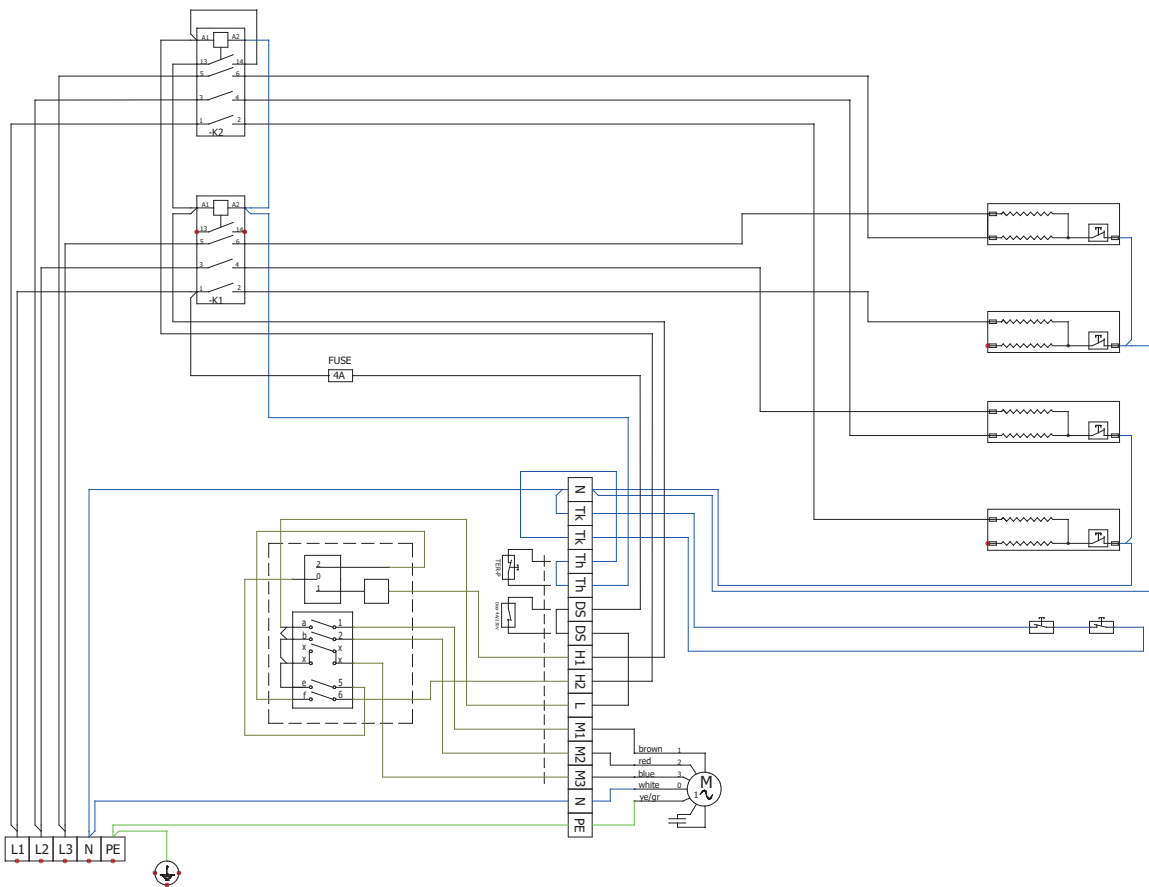 A1 A2
13 14
5 6
3 4
1 2
-K2
A1 A2
13 14
5 6
3 4
1 2
-K1
FUSE
4A
N
Tk
Tk
Th
Th
DS
DS
H1
H2
L
M1
M2
M3
N
PE
TER-P
2
0
1
a 1
b 2
x x
x x
e 5
f 6
brown 1
red 2
blue 3
white 0
ye/gr
M
1
L1 L2 L3 N PE